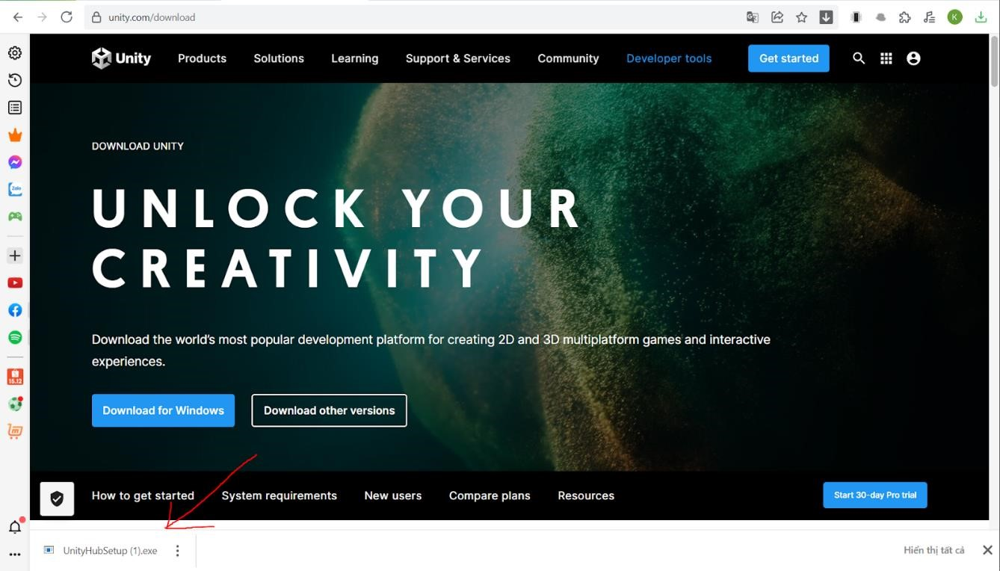 unity.com/download
K
Unity
Products
Solutions
Learning
Support & Services
Community
Developer tools
Get started
DOWNLOAD UNITY
UNLOCK YOUR
CREATIVITY
Download the world's most popular development platform for creating 2D and 3D multiplatform games and interactive
experiences.
Download for Windows
Download other versions
How to get started
System requirements
New users
Compare plans
Resources
Start 30-day Pro trial
Zalo
15.12
UnityHubSetup (1).exe
Hiển thị tất cả